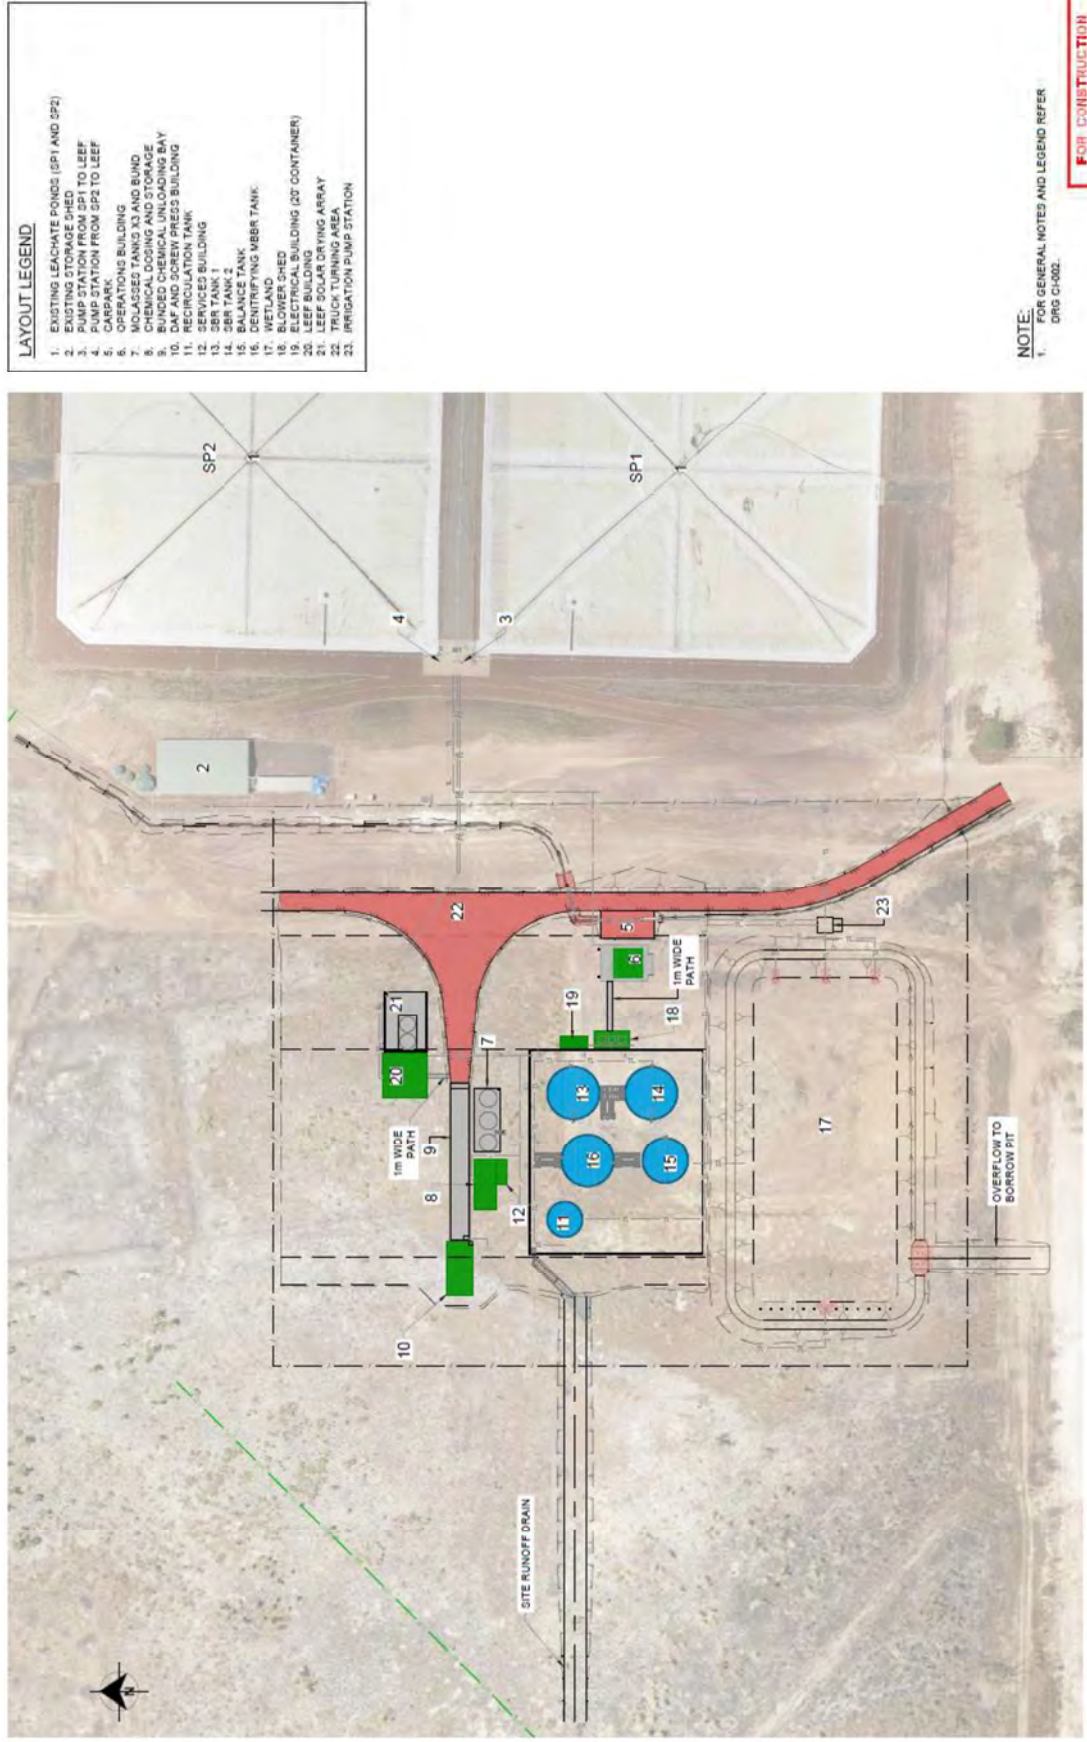 LAYOUT LEGEND
1. EXISTING LEACHATE PONDS (SP1 AND SP2)
2. EXISTING STORAGE SHED
3. PUMP STATION FROM SP1 TO LEEF
4. PUMP STATION FROM SP2 TO LEEF
5. CARPARK
6. OPERATIONS BUILDING
7. MOLASSES TANKS X3 AND BUND
8. CHEMICAL DOSING AND STORAGE
9. BUNDED CHEMICAL UNLOADING BAY
10. DAF AND SCREW PRESS BUILDING
11. RECIRCULATION TANK
12. SERVICES BUILDING
13. SBR TANK 1
14. SBR TANK 2
15. BALANCE TANK
16. DENITRIFYING MBBR TANK
17. WETLAND
18. BLOWER SHED
19. ELECTRICAL BUILDING (20' CONTAINER)
20. LEEF BUILDING
21. LEEF SOLAR DRYING ARRAY
22. TRUCK TURNING AREA
23. IRRIGATION PUMP STATION
NOTE:
1. FOR GENERAL NOTES AND LEGEND REFER
DRG CI-002.
FOR CONSTRUCTION
SP2
1
SP1
1
4
3
2
22
5
23
6
1m WIDE
PATH
21
19
18
20
7
1m WIDE
PATH
9
8
12
13
14
16
15
11
17
10
OVERFLOW TO
BORROW PIT
SITE RUNOFF DRAIN
N